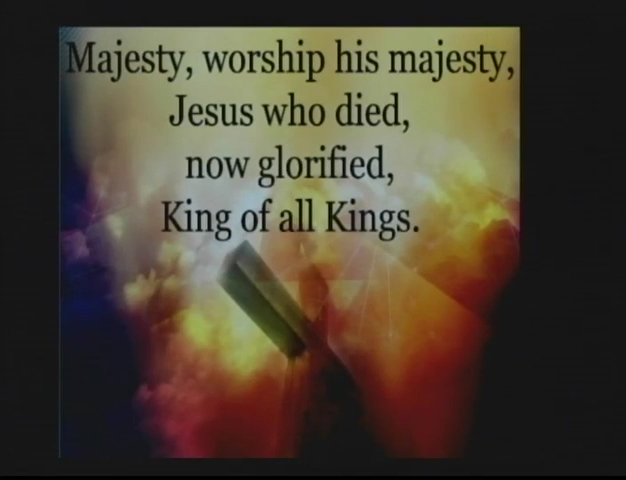 Majesty, worship his majesty,
Jesus who died,
now glorified,
King of all Kings.